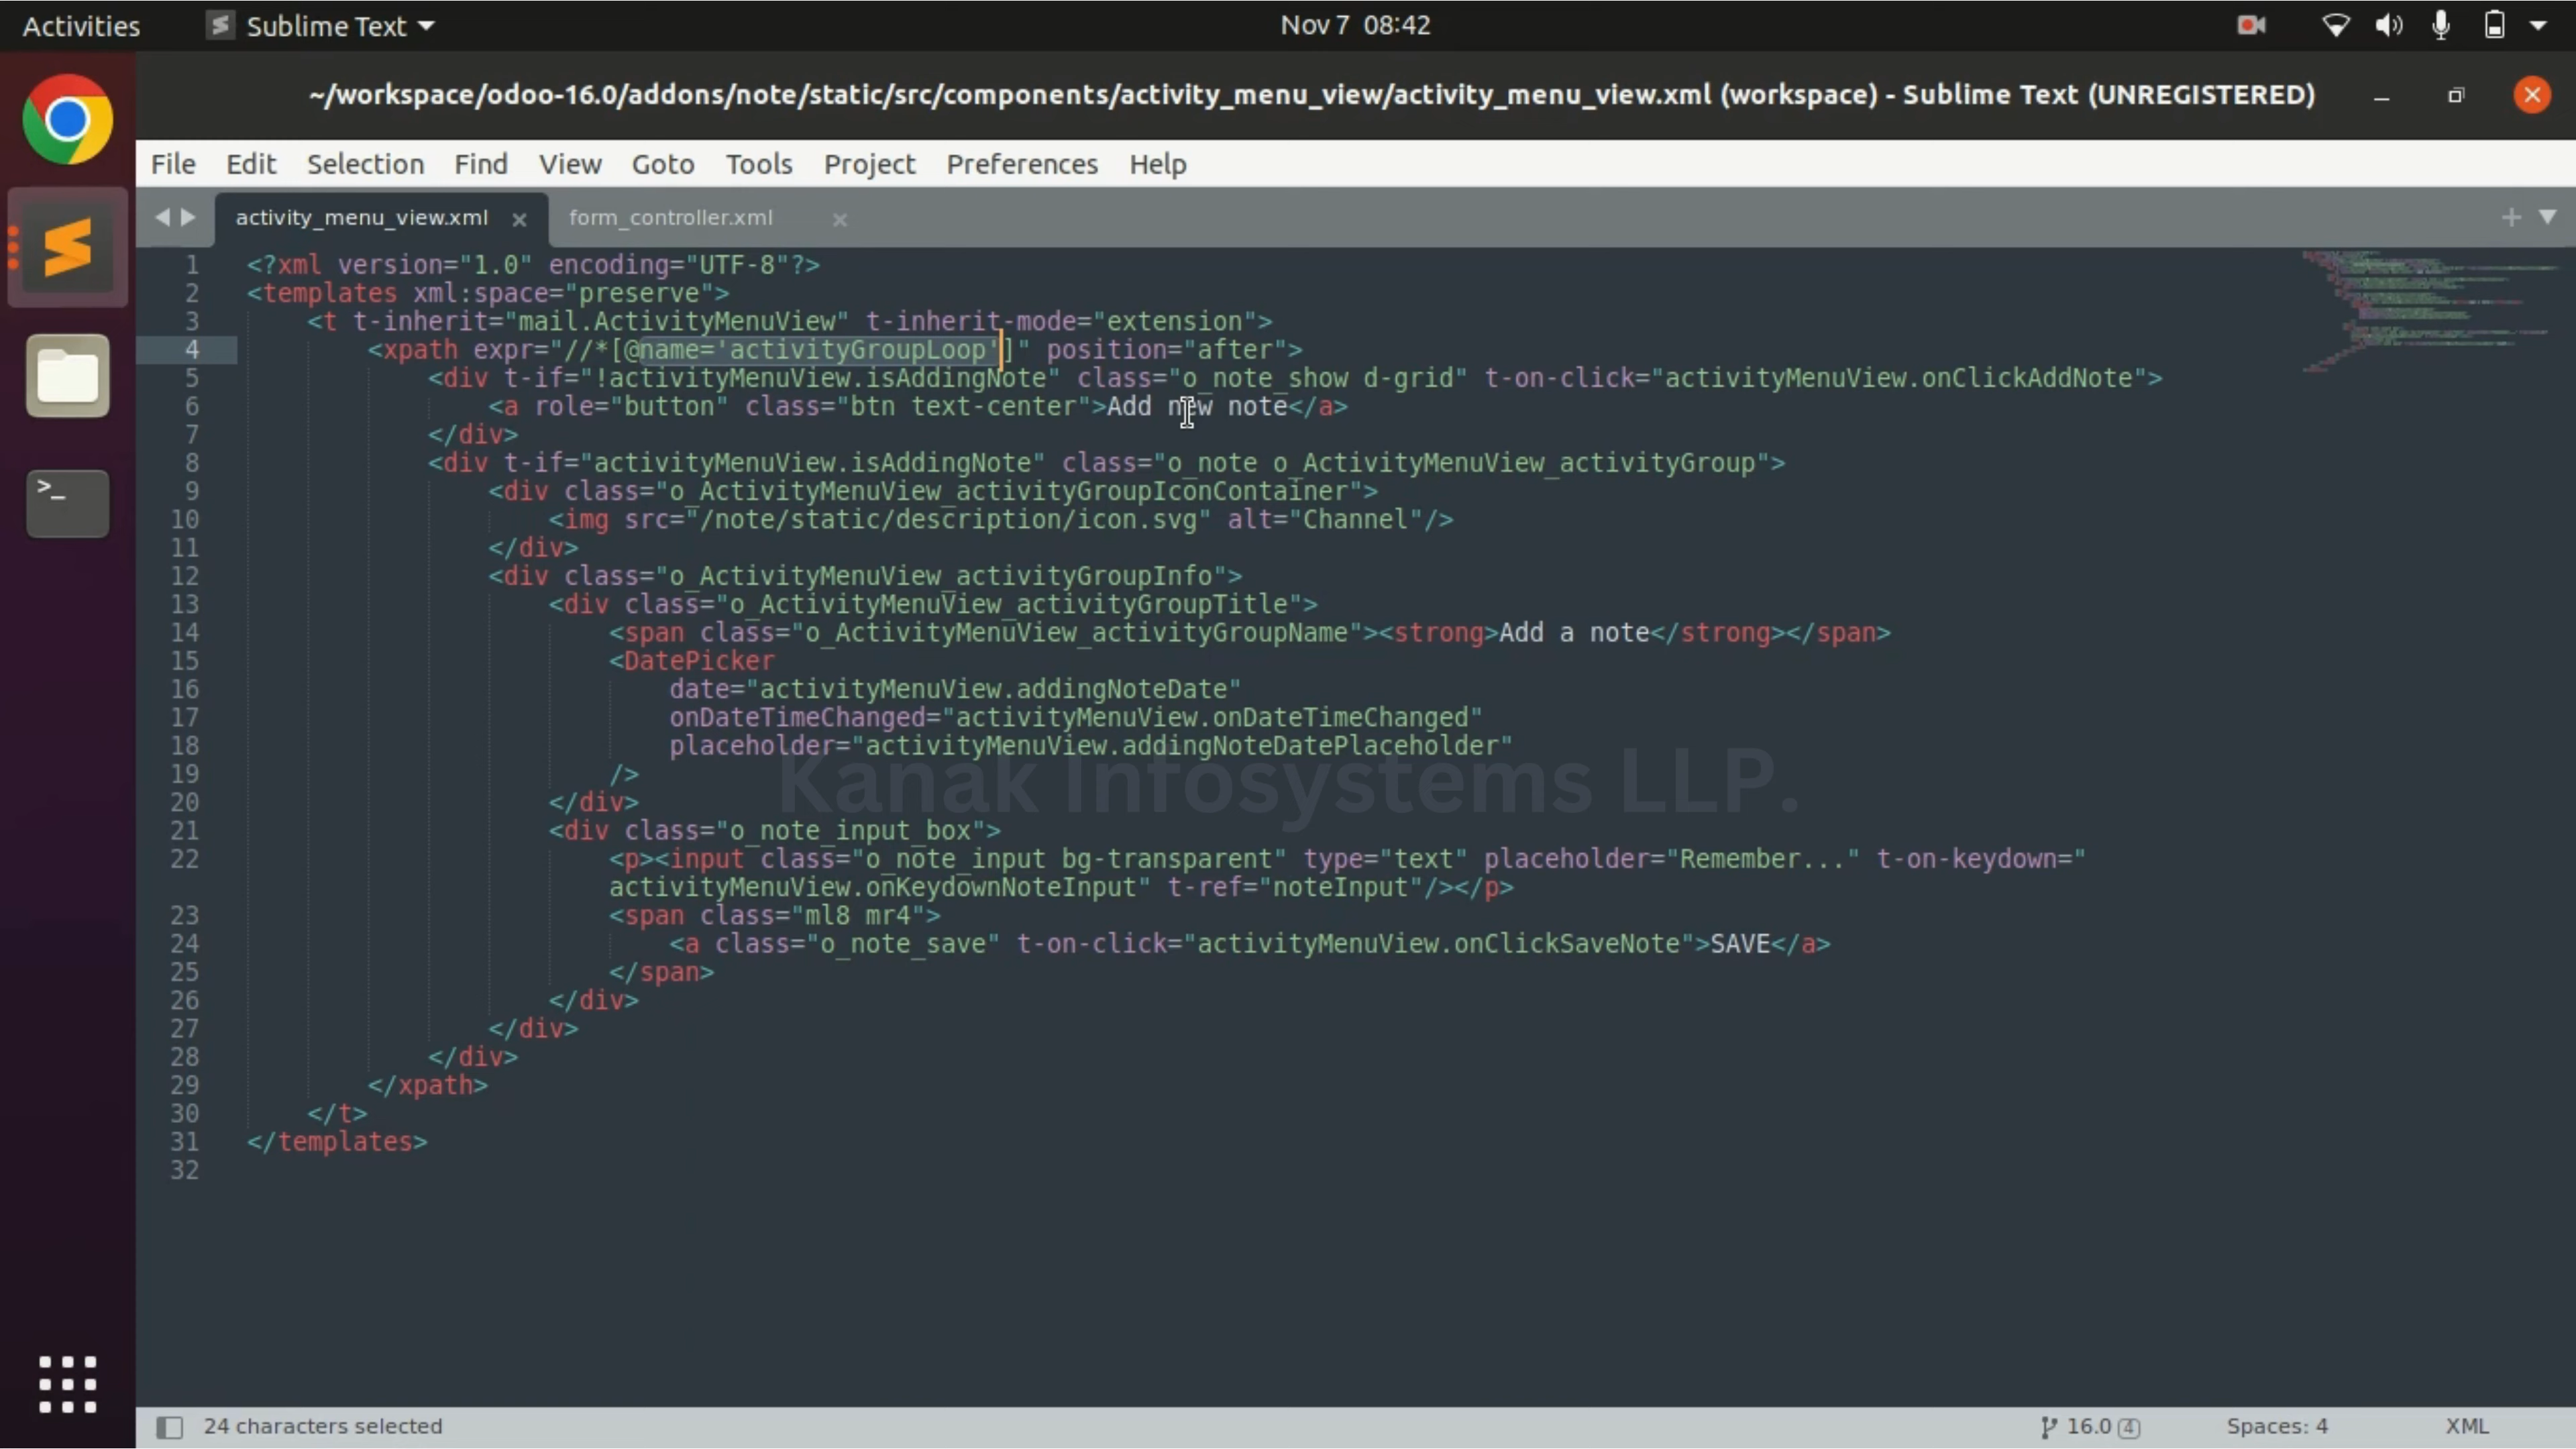 Activities Sublime Text Nov 7 08:42
~/workspace/odoo-16.0/addons/note/static/src/components/activity_menu_view/activity_menu_view.xml (workspace) - Sublime Text (UNREGISTERED)
File Edit Selection Find View Goto Tools Project Preferences Help
activity_menu_view.xml × form_controller.xml ×
1 <?xml version="1.0" encoding="UTF-8"?>
2 <templates xml:space="preserve">
3 <t t-inherit="mail.ActivityMenuView" t-inherit-mode="extension">
4 <xpath expr="//*[@name='activityGroupLoop']" position="after">
5 <div t-if="!activityMenuView.isAddingNote" class="o_note_show d-grid" t-on-click="activityMenuView.onClickAddNote">
6 <a role="button" class="btn text-center">Add new note</a>
7 </div>
8 <div t-if="activityMenuView.isAddingNote" class="o_note o_ActivityMenuView_activityGroup">
9 <div class="o_ActivityMenuView_activityGroupIconContainer">
10 <img src="/note/static/description/icon.svg" alt="Channel"/>
11 </div>
12 <div class="o_ActivityMenuView_activityGroupInfo">
13 <div class="o_ActivityMenuView_activityGroupTitle">
14 <span class="o_ActivityMenuView_activityGroupName"><strong>Add a note</strong></span>
15 <DatePicker
16 date="activityMenuView.addingNoteDate"
17 onDateTimeChanged="activityMenuView.onDateTimeChanged"
18 placeholder="activityMenuView.addingNoteDatePlaceholder"
19 />
Kanak Infosystems LLP.
20 </div>
21 <div class="o_note_input_box">
22 <p><input class="o_note_input bg-transparent" type="text" placeholder="Remember..." t-on-keydown="
activityMenuView.onKeydownNoteInput" t-ref="noteInput"/></p>
23 <span class="ml8 mr4">
24 <a class="o_note_save" t-on-click="activityMenuView.onClickSaveNote">SAVE</a>
25 </span>
26 </div>
27 </div>
28 </div>
29 </xpath>
30 </t>
31 </templates>
32
24 characters selected 16.0 4 Spaces: 4 XML